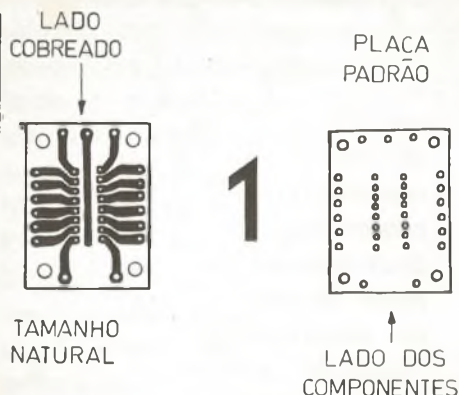 LADO
COBREADO
TAMANHO
NATURAL
1
PLACA
PADRÃO
LADO DOS
COMPONENTES